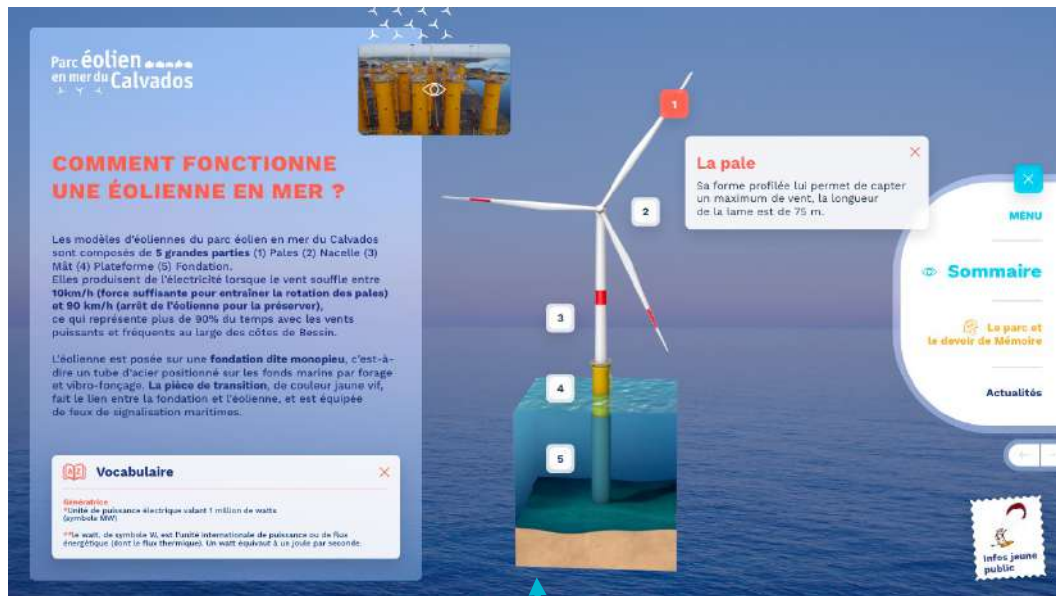 Parc éolien
en mer du Calvados
COMMENT FONCTIONNE
UNE ÉOLIENNE EN MER ?
Les modèles d'éoliennes du parc éolien en mer du Calvados
sont composés de 5 grandes parties (1) Pales (2) Nacelle (3)
Mât (4) Plateforme (5) Fondation.
Elles produisent de l'électricité lorsque le vent souffle entre
10km/h (force suffisante pour entraîner la rotation des pales)
et 90 km/h (arrêt de l'éolienne pour la préserver),
ce qui représente plus de 90% du temps avec les vents
puissants et fréquents au large des côtes de Bessin.
L'éolienne est posée sur une fondation dite monopieu, c'est-à-
dire un tube d'acier positionné sur les fonds marins par forage
et vibro-fonçage. La pièce de transition, de couleur jaune vif,
fait le lien entre la fondation et l'éolienne, et est équipée
de feux de signalisation maritimes.
AZ Vocabulaire
Génératrice
*Unité de puissance électrique valant 1 million de watts
(symbole MW)
**le watt, de symbole W, est l'unité internationale de puissance ou de flux
énergétique (dont le flux thermique). Un watt équivaut à un joule par seconde.
1
La pale
Sa forme profilée lui permet de capter
un maximum de vent, la longueur
de la lame est de 75 m.
2
3
4
5
MENU
Sommaire
Le parc et
le devoir de Mémoire
Actualités
Infos jeune
public